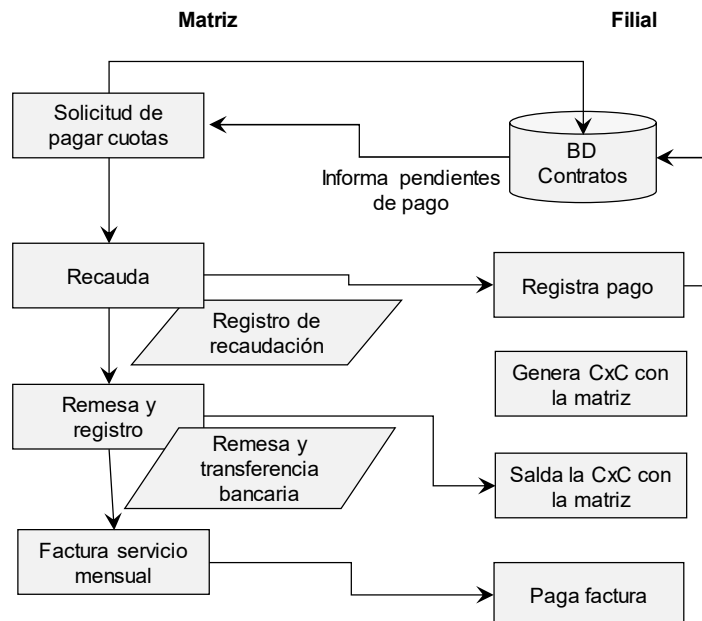 Matriz
Filial
Solicitud de
pagar cuotas
BD
Contratos
Informa pendientes
de pago
Recauda
Registra pago
Registro de
recaudación
Genera CxC con
la matriz
Remesa y
registro
Remesa y
transferencia
bancaria
Salda la CxC con
la matriz
Factura servicio
mensual
Paga factura